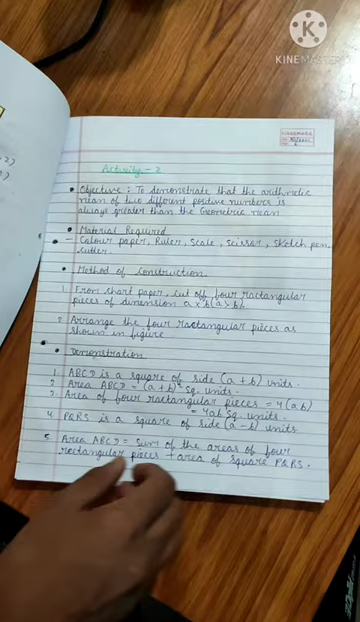 KINEMASTER
Activity - 2
• Objective : To demonstrate that the arithmetic
mean of two different positive numbers is
always greater than the Geometric mean
• Material Required
- Colour paper, Ruler, Scale, Scissor, Sketch pen
cutter.
• Method of Construction
1. From chart paper, cut off four ractangular
pieces of dimension a x b (a > b).
2. Arrange the four ractangular pieces as
shown in figure
• Demonstration
1. ABCD is a square of side (a + b) units.
2. Area ABCD = (a + b)² sq. units.
3. Area of four rectangular pieces = 4(ab)
= 4ab Sq. units.
4. PQRS is a square of side (a - b) units
5. Area ABCD = sum of the areas of four
rectangular pieces + area of square PQRS.